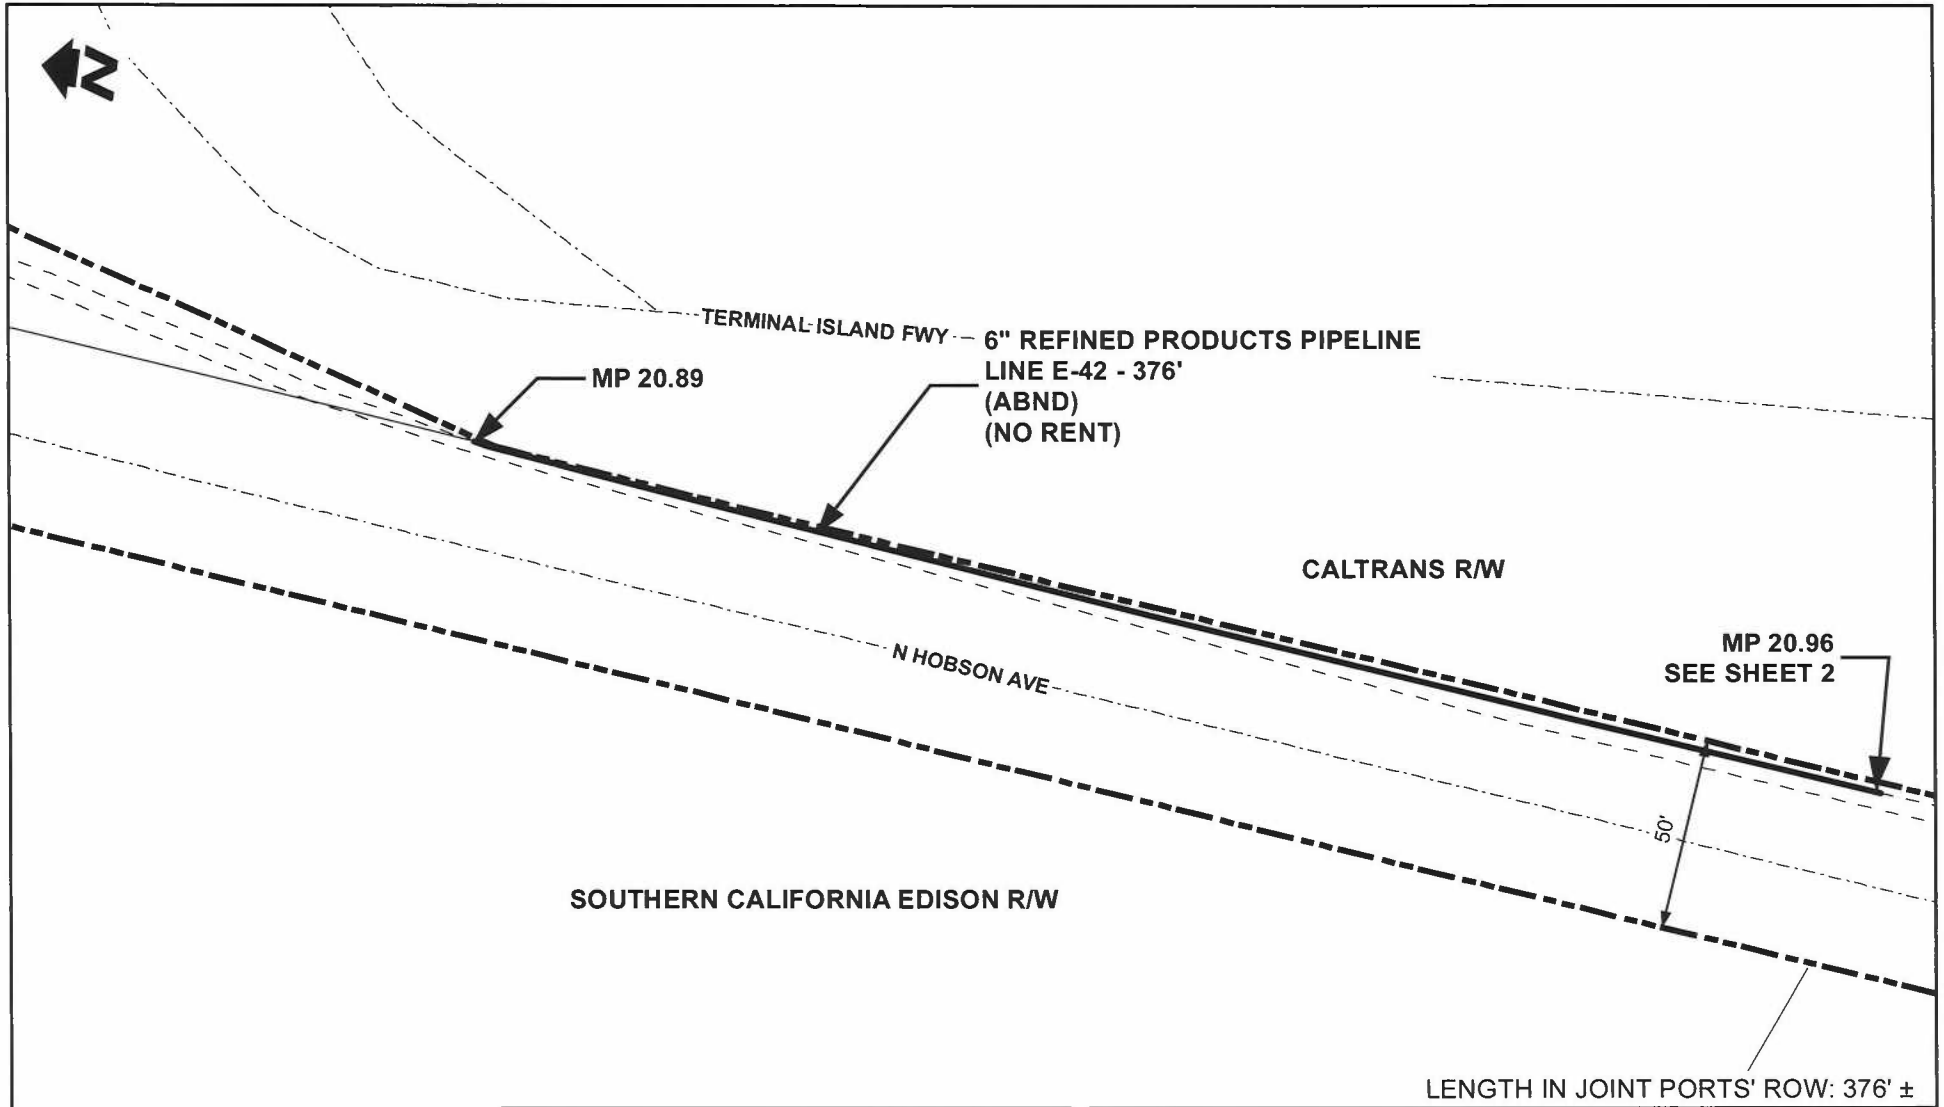 N
TERMINAL ISLAND FWY
6" REFINED PRODUCTS PIPELINE
LINE E-42 - 376'
(ABND)
(NO RENT)
MP 20.89
CALTRANS R/W
MP 20.96
SEE SHEET 2
N HOBSON AVE
50'
SOUTHERN CALIFORNIA EDISON R/W
LENGTH IN JOINT PORTS' ROW: 376' ±